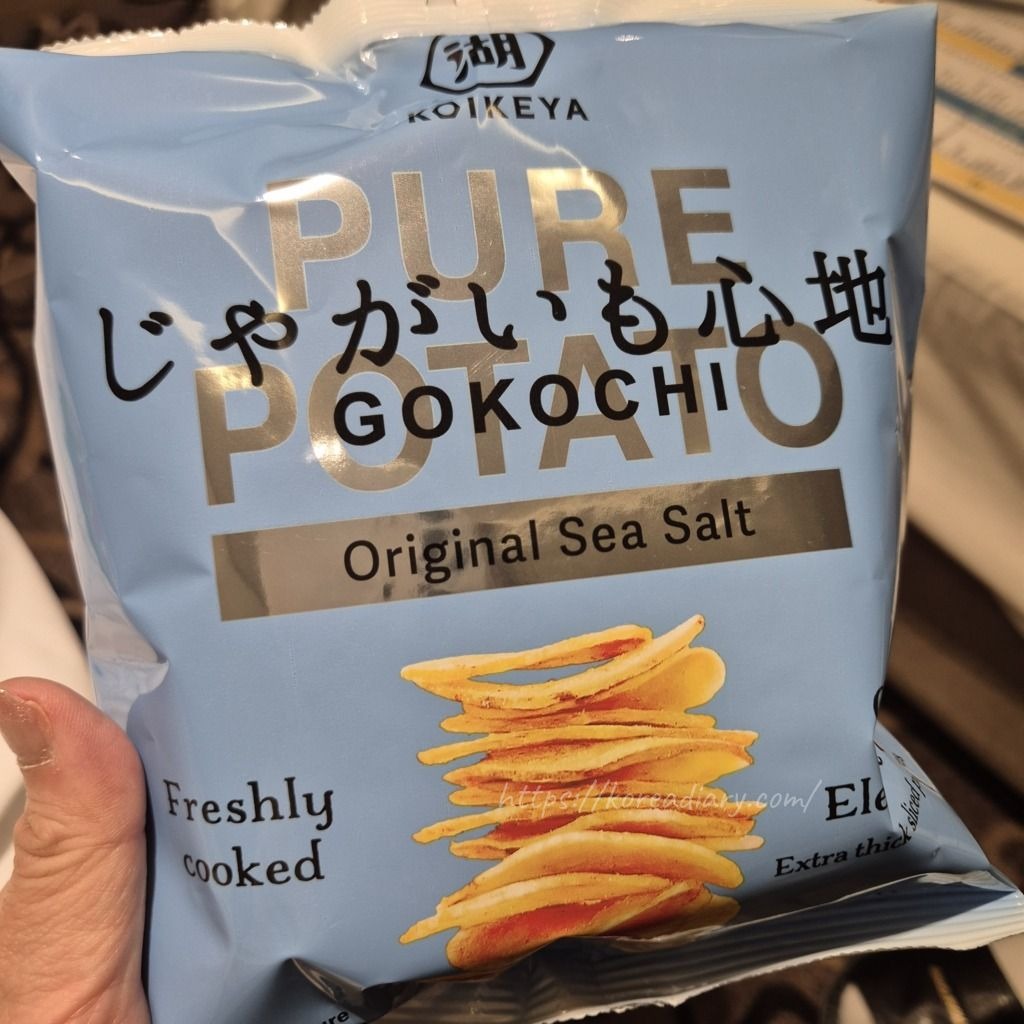 湖
KOIKEYA
PURE
じゃがいも心地
POTATO
GOKOCHI
Original Sea Salt
Freshly
cooked
https://koreadiary.com/
Extra thick sliced